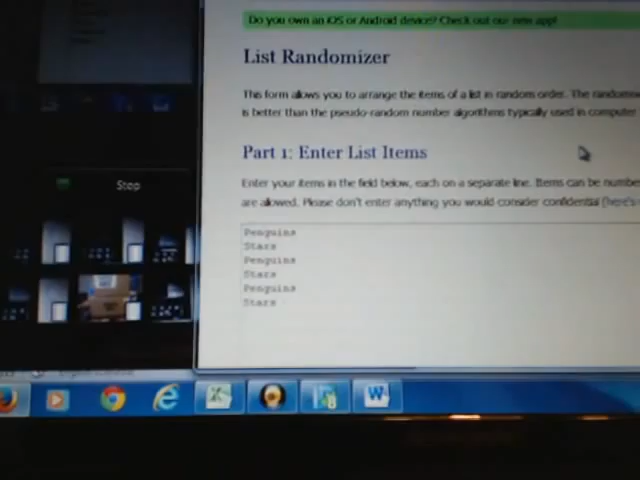 Do you own an iOS or Android device? Check out our new app!
List Randomizer
This form allows you to arrange the items of a list in random order. The randomn
is better than the pseudo-random number algorithms typically used in computer
Part 1: Enter List Items
Stop
Enter your items in the field below, each on a separate line. Items can be numbe
are allowed. Please don't enter anything you would consider confidential (here's
Penguins
Stars
Penguins
Stars
Penguins
Stars